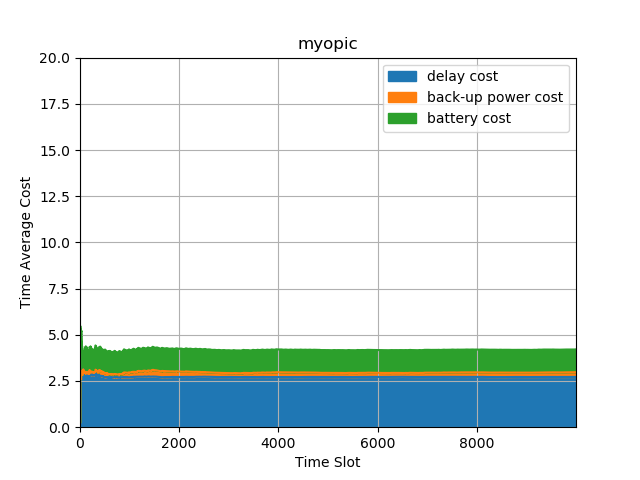 myopic
20.0
17.5
15.0
12.5
10.0
7.5
5.0
2.5
0.0
Time Average Cost
delay cost
back-up power cost
battery cost
0
2000
4000
6000
8000
Time Slot